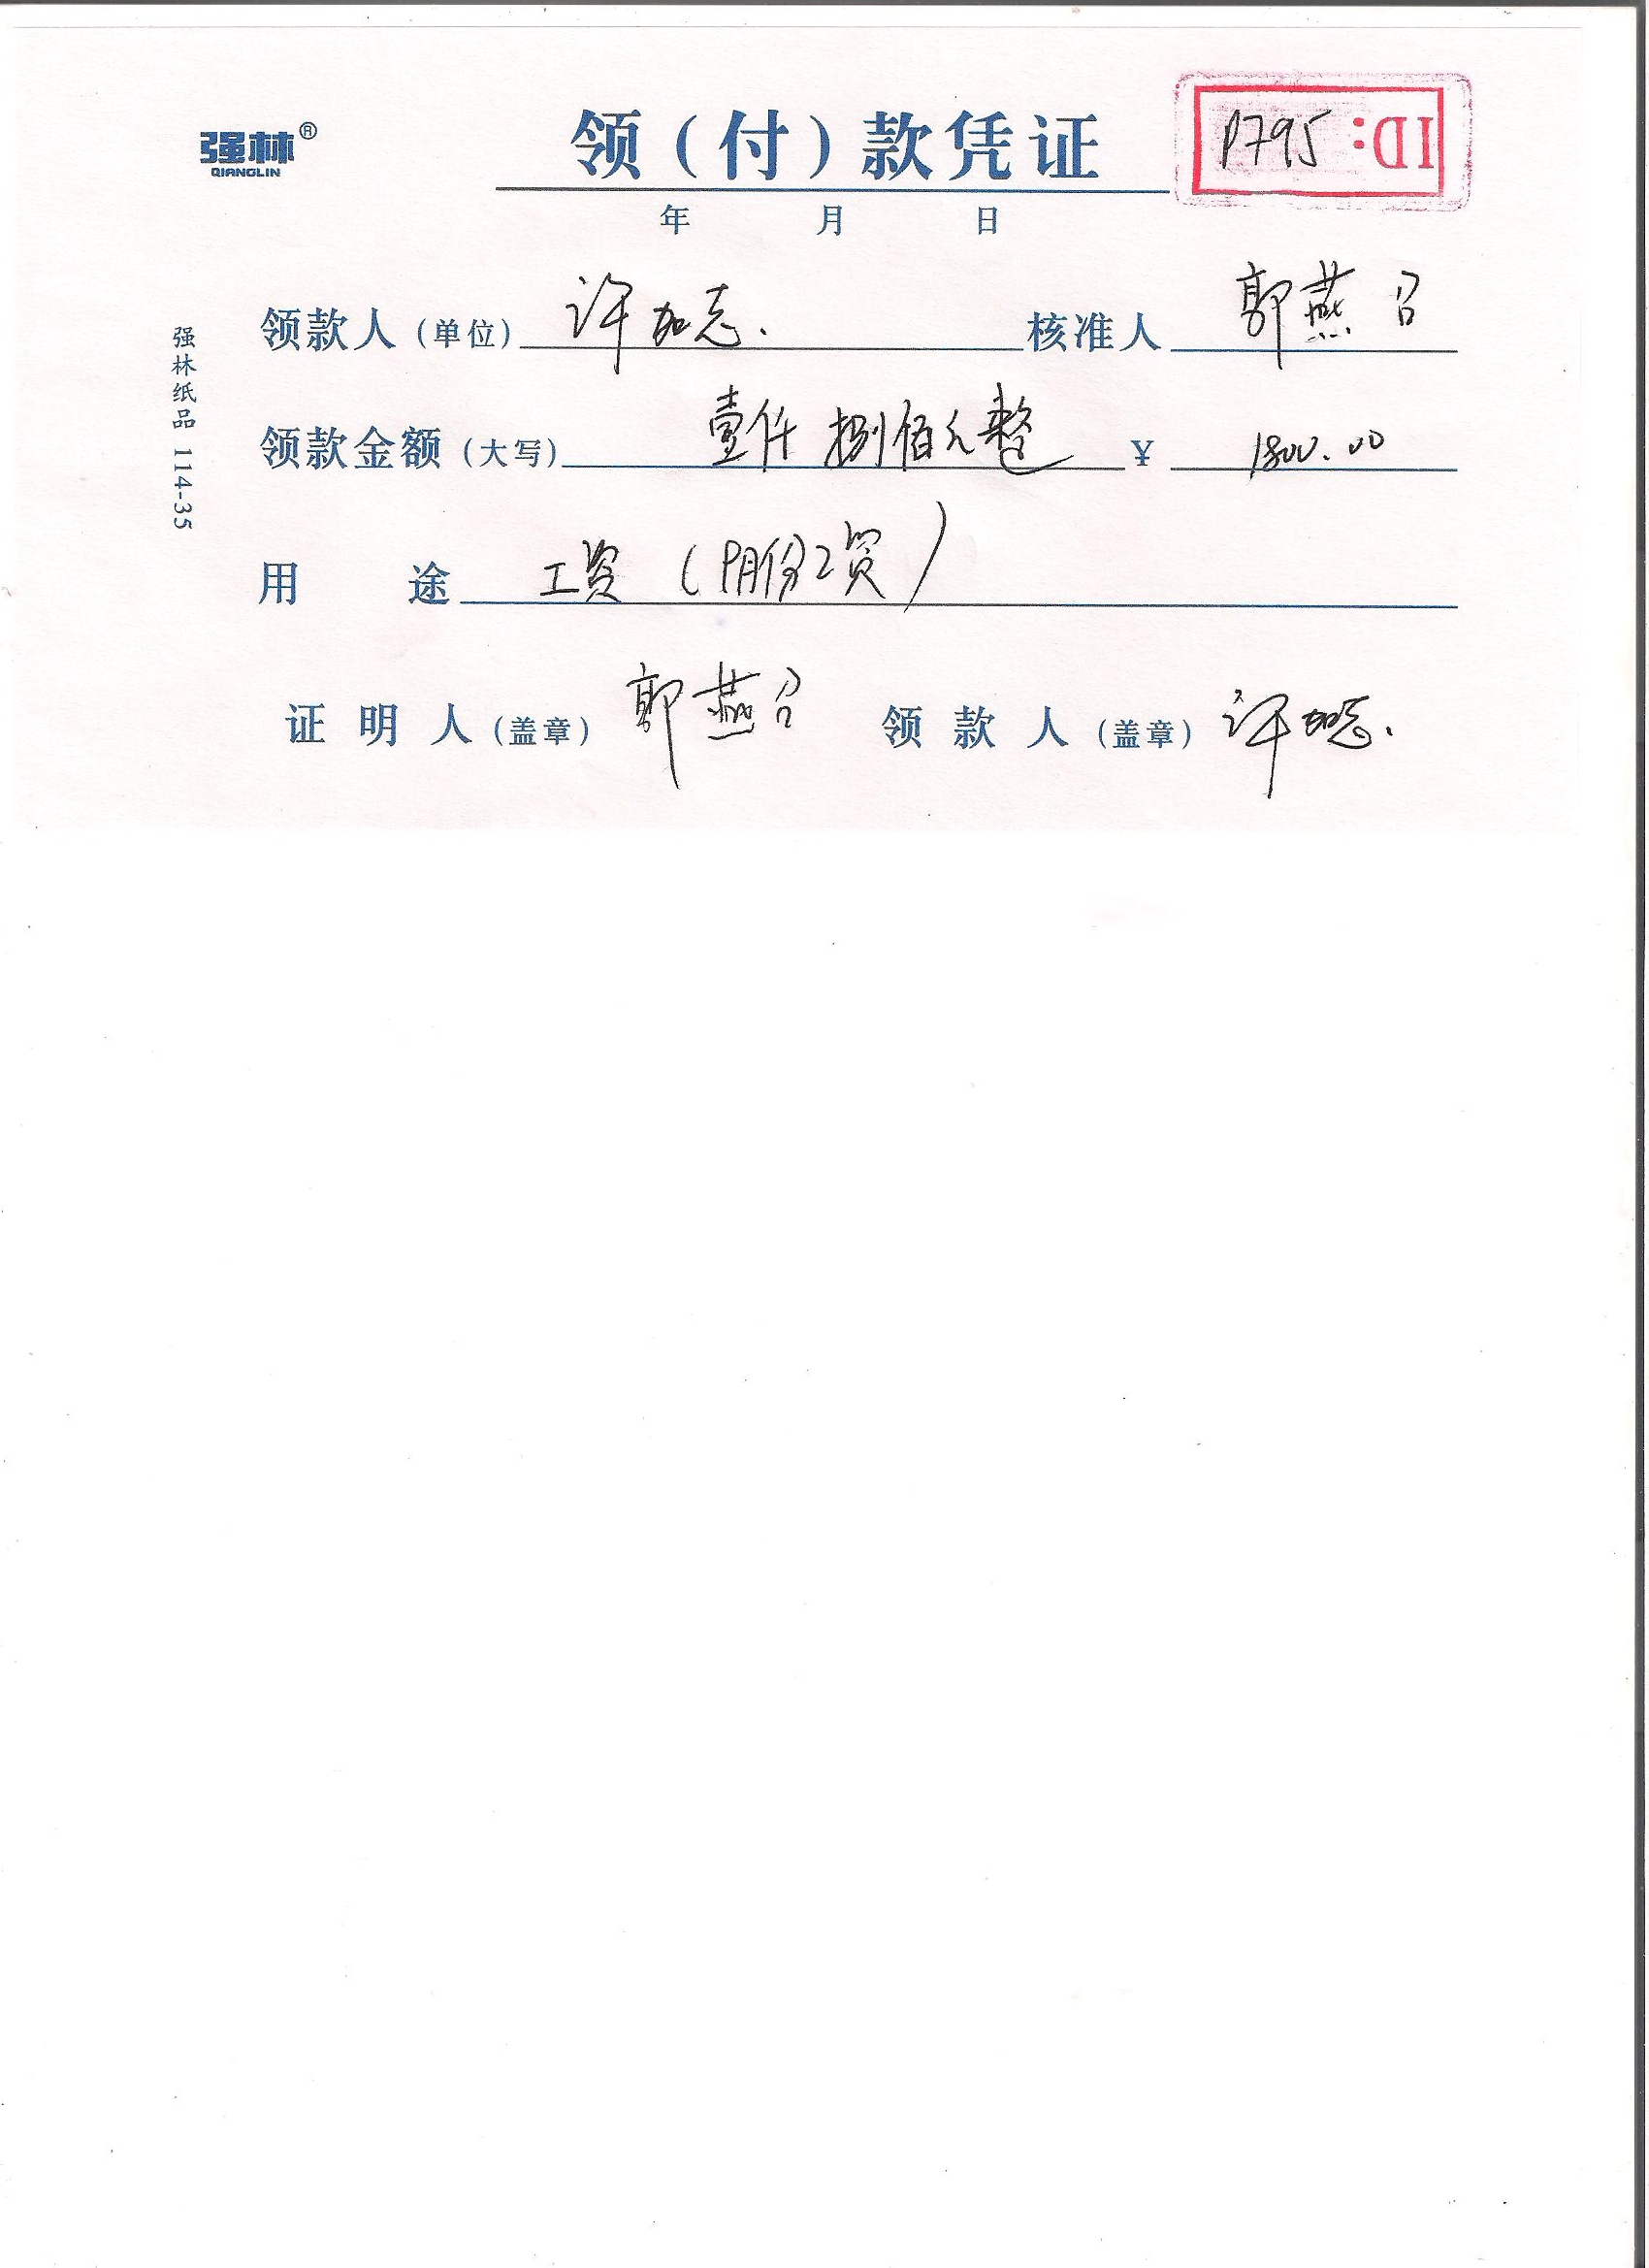 强林®
QIANGLIN
领(付)款凭证
P795 :ID
年 月 日
领款人(单位) 许加志. 核准人 郭燕召
领款金额(大写) 壹仟捌佰元整 ¥ 1800.00
用 途 工资(P月份工资)
证明人(盖章) 郭燕召 领款人(盖章) 许加志.
强林纸品 114-35